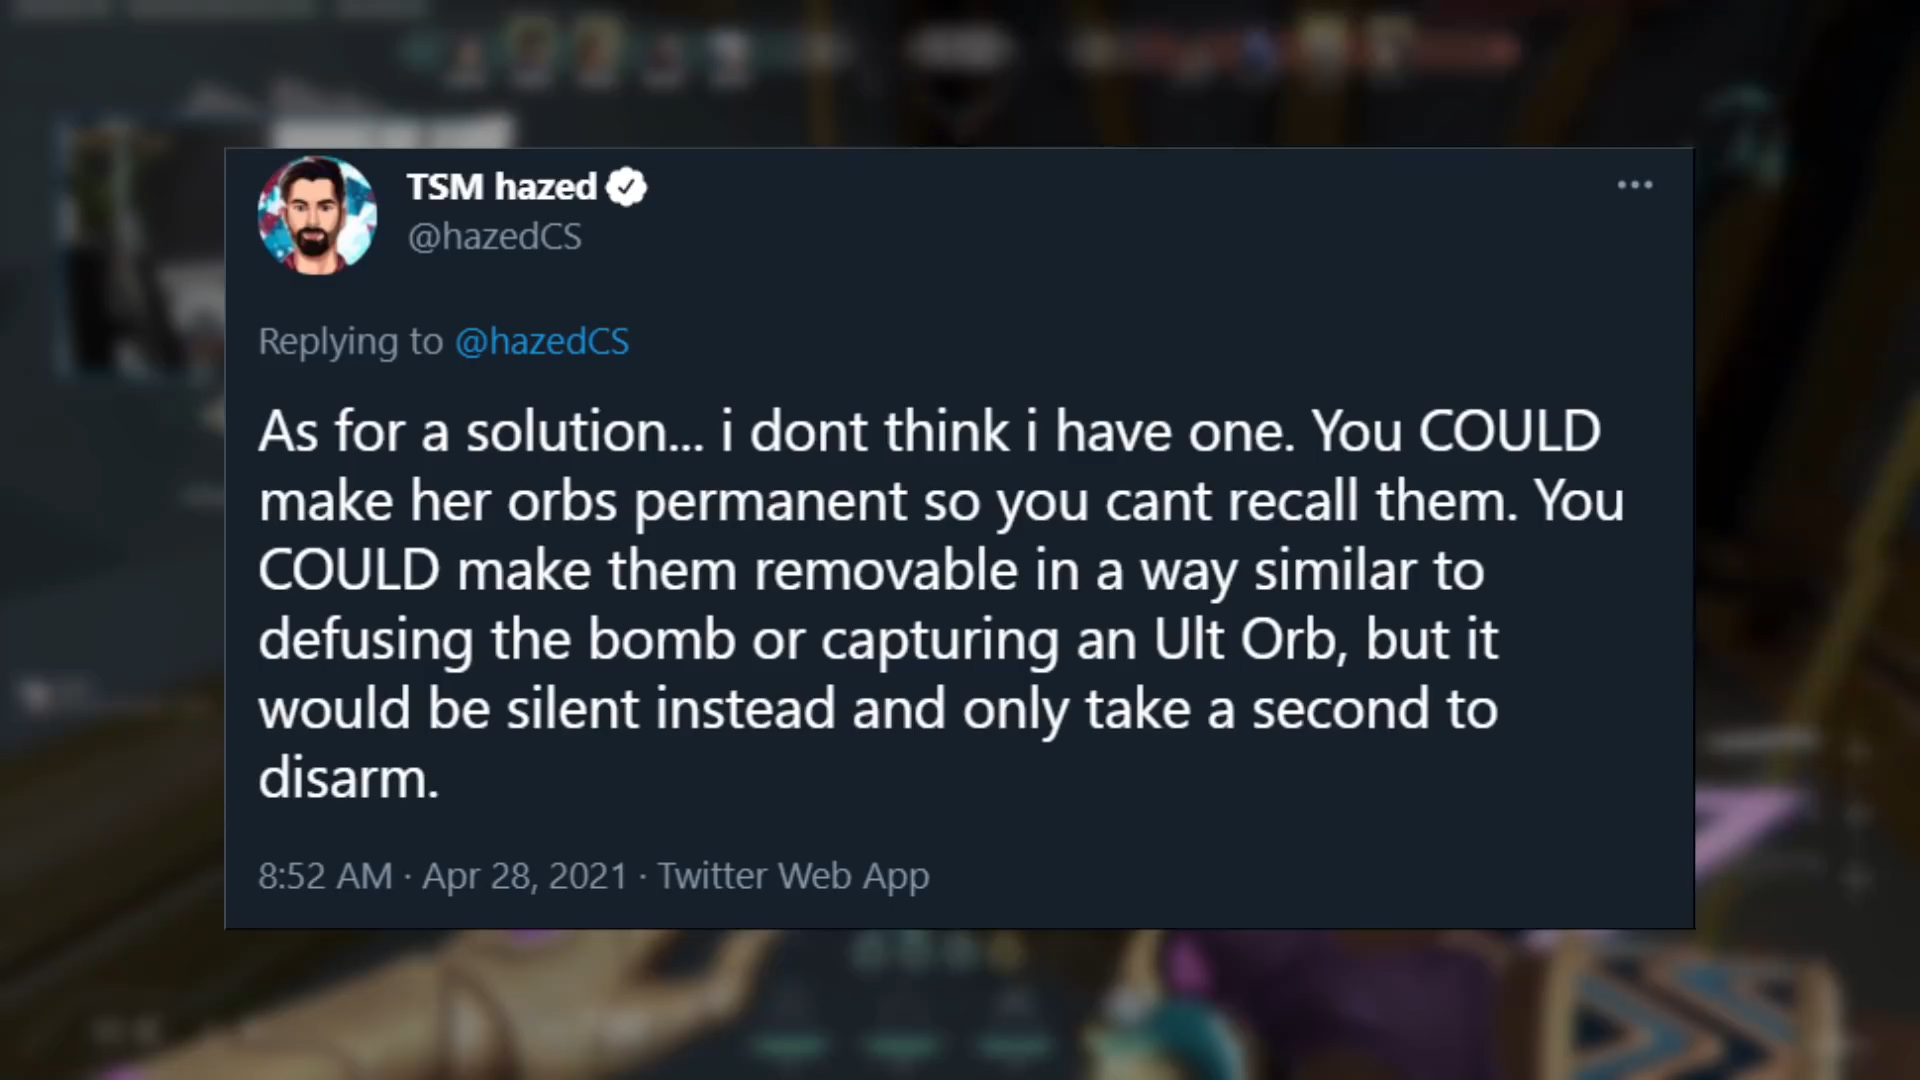 TSM hazed
@hazedCS
Replying to @hazedCS
As for a solution... i dont think i have one. You COULD
make her orbs permanent so you cant recall them. You
COULD make them removable in a way similar to
defusing the bomb or capturing an Ult Orb, but it
would be silent instead and only take a second to
disarm.
8:52 AM · Apr 28, 2021 · Twitter Web App